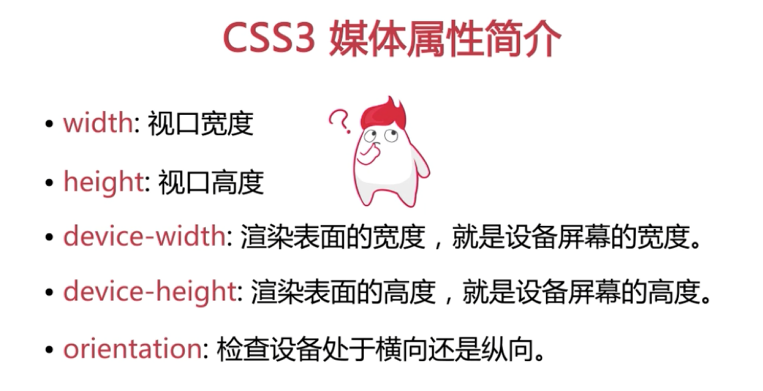 CSS3 媒体属性简介
• width: 视口宽度
• height: 视口高度
• device-width: 渲染表面的宽度，就是设备屏幕的宽度。
• device-height: 渲染表面的高度，就是设备屏幕的高度。
• orientation: 检查设备处于横向还是纵向。